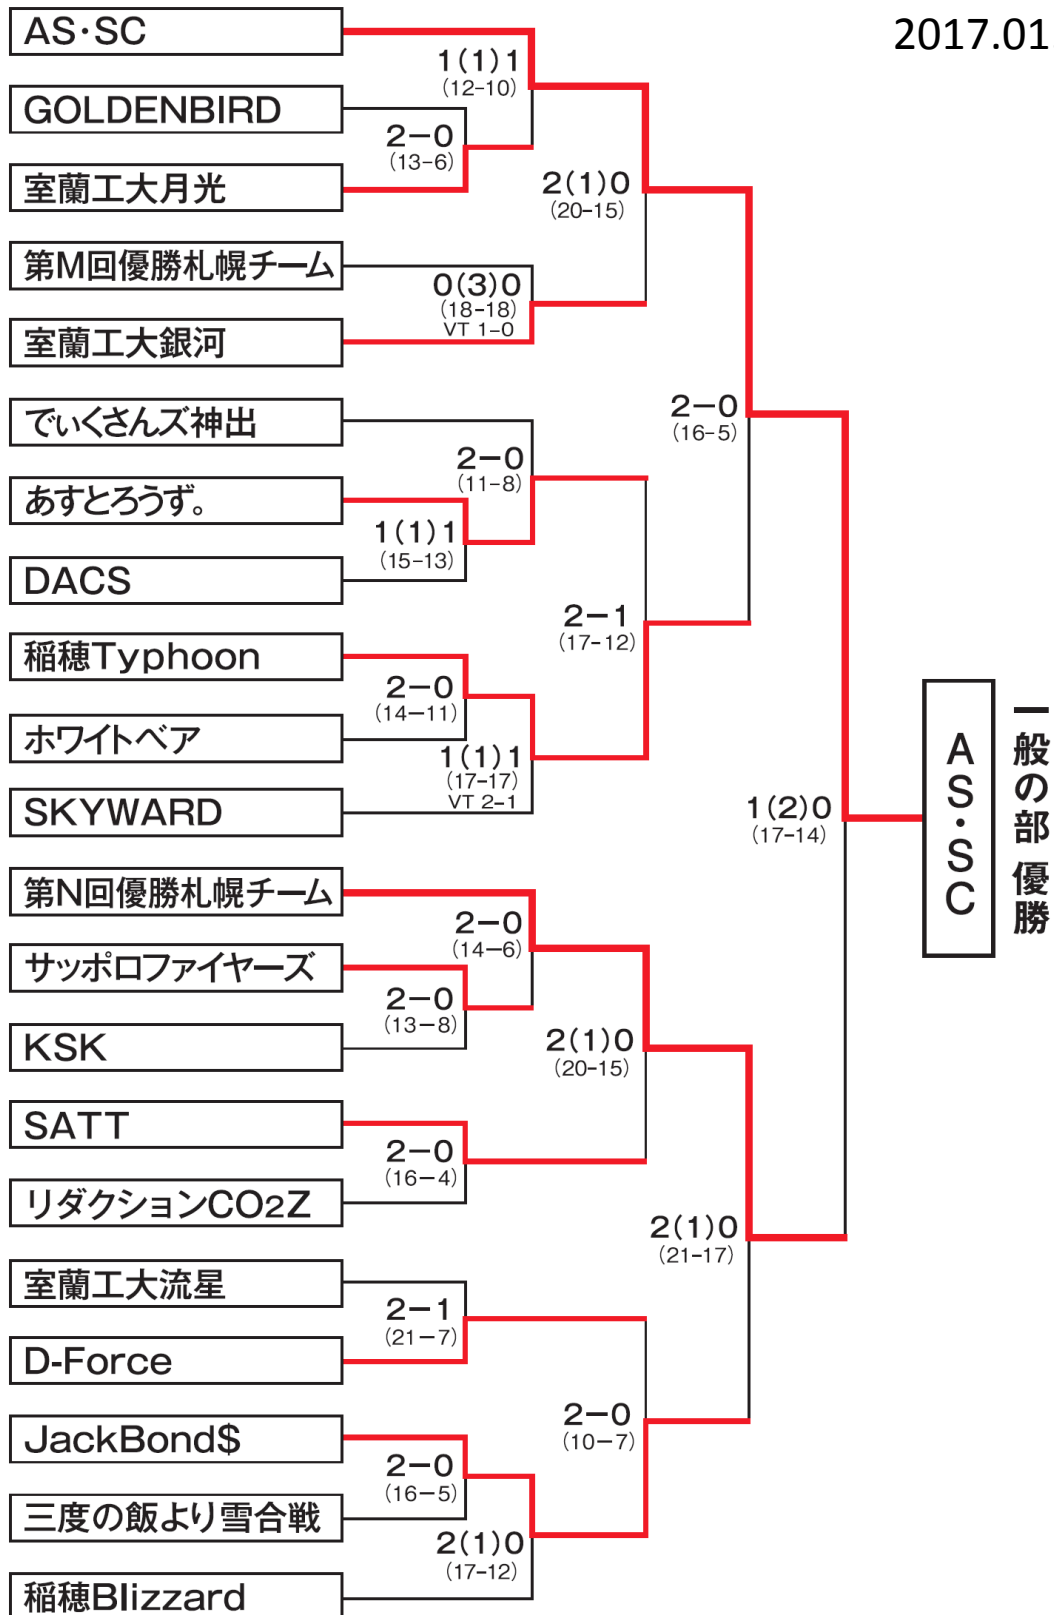 2017.01
AS・SC
1(1)1
(12-10)
GOLDENBIRD
2-0
(13-6)
室蘭工大月光
2(1)0
(20-15)
第M回優勝札幌チーム
0(3)0
(18-18)
VT 1-0
室蘭工大銀河
でぃくさんズ神出
2-0
(16-5)
2-0
(11-8)
あすとろうず。
1(1)1
(15-13)
DACS
2-1
(17-12)
稲穂Typhoon
2-0
(14-11)
ホワイトベア
1(1)1
(17-17)
VT 2-1
SKYWARD
1(2)0
(17-14)
AS・SC
一般の部 優勝
第N回優勝札幌チーム
2-0
(14-6)
サッポロファイヤーズ
2-0
(13-8)
KSK
2(1)0
(20-15)
SATT
2-0
(16-4)
リダクションCO2Z
2(1)0
(21-17)
室蘭工大流星
2-1
(21-7)
D-Force
2-0
(10-7)
JackBond$
2-0
(16-5)
三度の飯より雪合戦
2(1)0
(17-12)
稲穂Blizzard